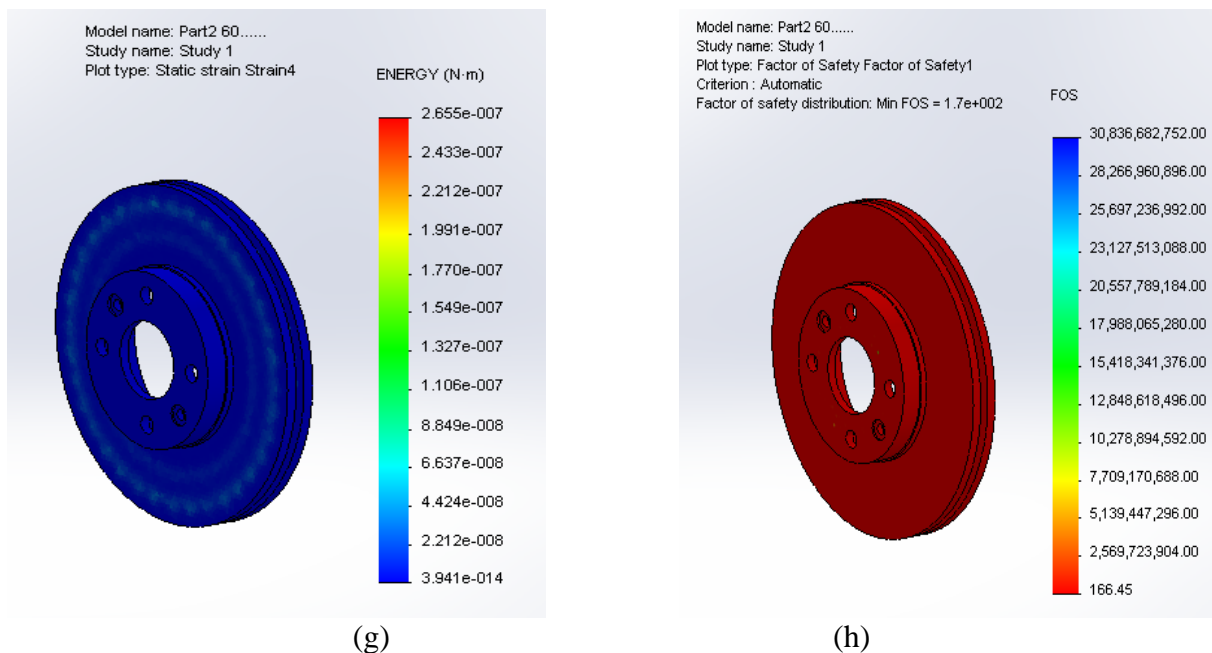 Model name: Part2 60......
Study name: Study 1
Plot type: Static strain Strain4
ENERGY (N·m)
2.655e-007
2.433e-007
2.212e-007
1.991e-007
1.770e-007
1.549e-007
1.327e-007
1.106e-007
8.849e-008
6.637e-008
4.424e-008
2.212e-008
3.941e-014
(g)
Model name: Part2 60......
Study name: Study 1
Plot type: Factor of Safety Factor of Safety1
Criterion : Automatic
Factor of safety distribution: Min FOS = 1.7e+002
FOS
30,836,682,752.00
28,266,960,896.00
25,697,236,992.00
23,127,513,088.00
20,557,789,184.00
17,988,065,280.00
15,418,341,376.00
12,848,618,496.00
10,278,894,592.00
7,709,170,688.00
5,139,447,296.00
2,569,723,904.00
166.45
(h)